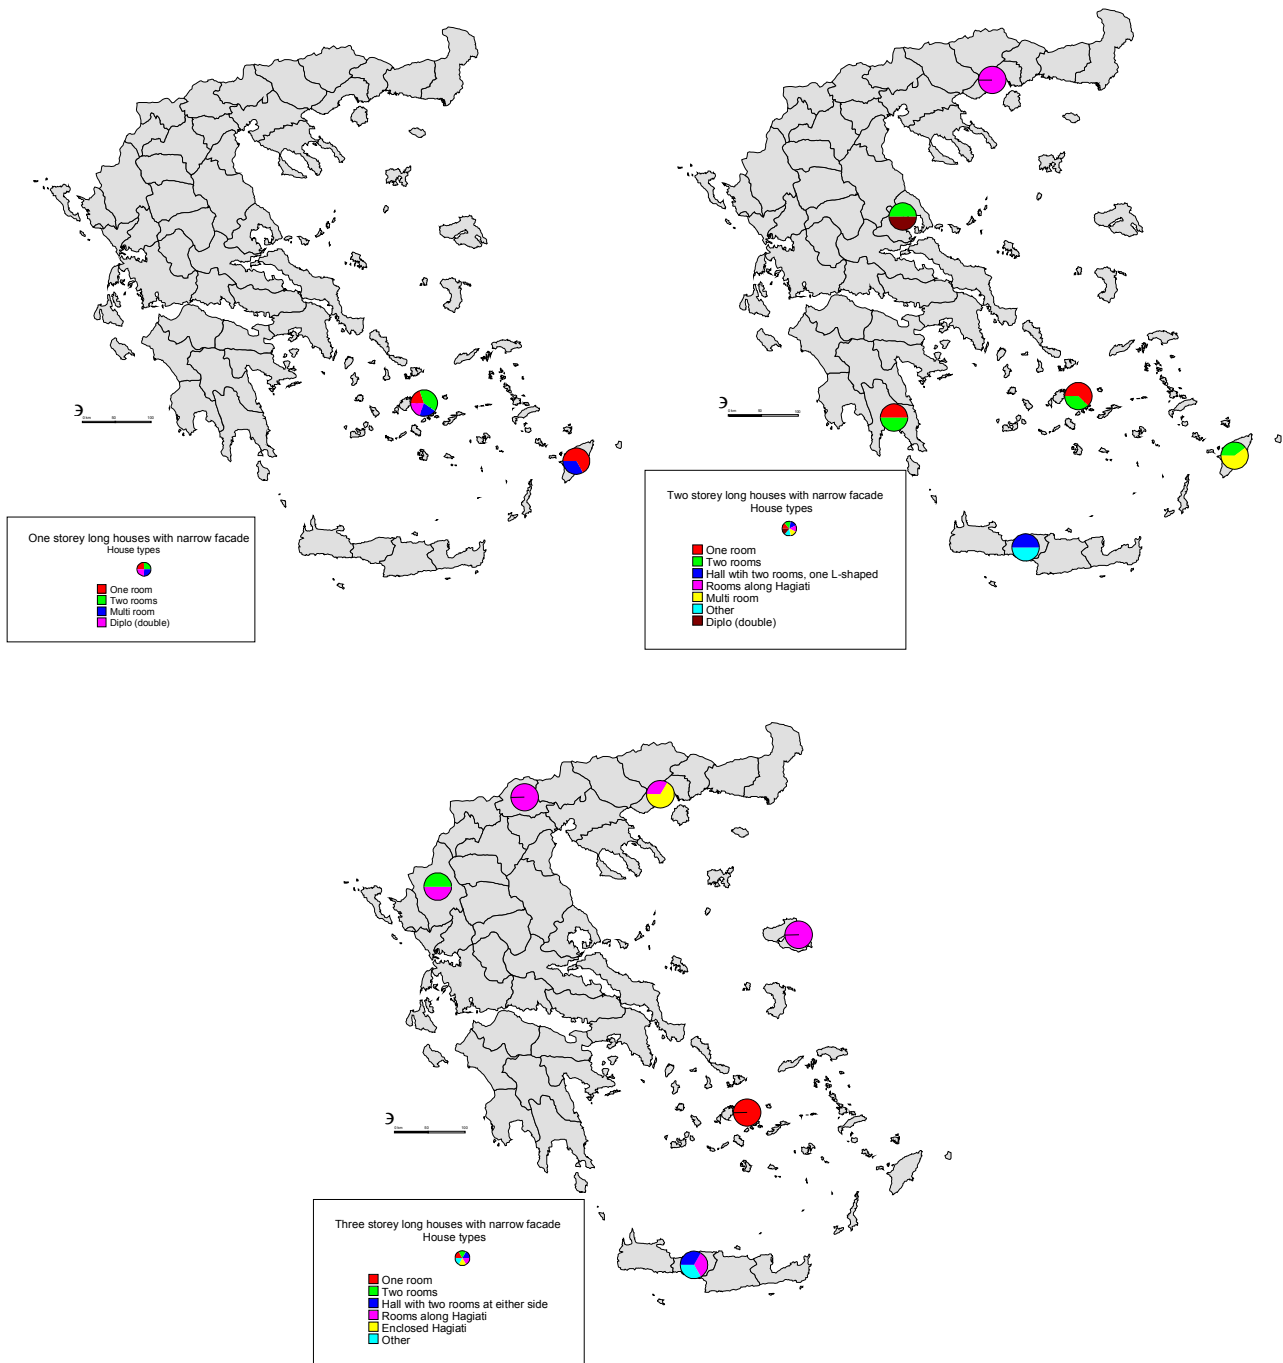 One storey long houses with narrow facade
House types
One room
Two rooms
Multi room
Diplo (double)
Two storey long houses with narrow facade
House types
One room
Two rooms
Hall wtih two rooms, one L-shaped
Rooms along Hagiati
Multi room
Other
Diplo (double)
Three storey long houses with narrow facade
House types
One room
Two rooms
Hall with two rooms at either side
Rooms along Hagiati
Enclosed Hagiati
Other